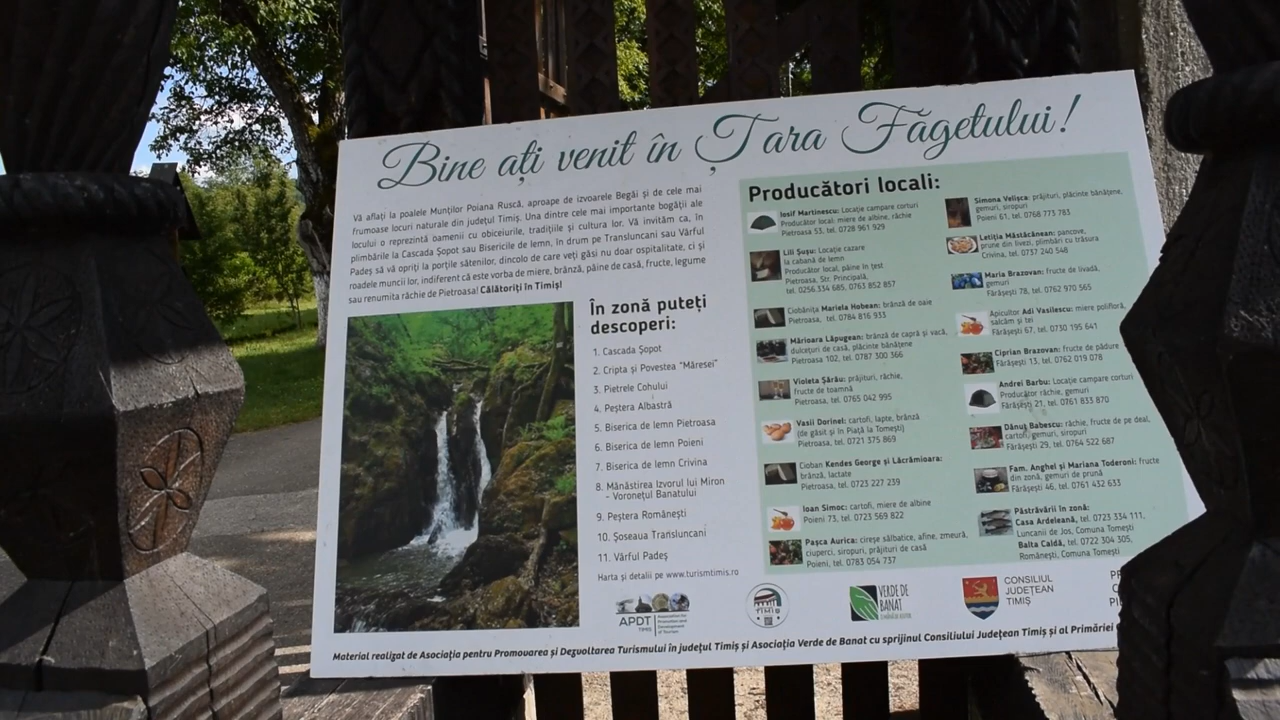 Bine ați venit în Țara Făgetului!
Vă aflați la poalele Munților Poiana Ruscă, aproape de izvoarele Begăi și de cele mai
frumoase locuri naturale din județul Timiș. Una dintre cele mai importante bogății ale
locului o reprezintă oamenii cu obiceiurile, tradițiile și cultura lor. Vă invităm ca, în
plimbările la Cascada Șopot sau Bisericile de lemn, în drum pe Transluncani sau Vârful
Padeș să vă opriți la porțile sătenilor, dincolo de care veți găsi nu doar ospitalitate, ci și
roadele muncii lor, indiferent că este vorba de miere, brânză, pâine de casă, fructe, legume
sau renumita răchie de Pietroasa! Călătoriți în Timiș!
În zonă puteți
descoperi:
1. Cascada Șopot
2. Cripta și Povestea "Măresei"
3. Pietrele Cohului
4. Peștera Albastră
5. Biserica de lemn Pietroasa
6. Biserica de lemn Poieni
7. Biserica de lemn Crivina
8. Mănăstirea Izvorul lui Miron
- Voronețul Banatului
9. Peștera Românești
10. Șoseaua Transluncani
11. Vârful Padeș
Harta și detalii pe www.turismtimis.ro
Producători locali:
Iosif Martinescu: Locație campare corturi
Producător local: miere de albine, răchie
Pietroasa 53, tel. 0728 961 929
Lili Șușu: Locație cazare
la cabană de lemn
Producător local, pâine în țest
Pietroasa, Str. Principală,
tel. 0256 334 685, 0763 852 857
Ciobănița Mariela Hobean: brânză de oaie
Pietroasa, tel. 0784 816 933
Mărioara Lăpugean: brânză de capră și vacă,
dulcețuri de casă, plăcinte bănățene
Pietroasa 102, tel. 0787 300 366
Violeta Șărău: prăjituri, răchie,
fructe de toamnă
Pietroasa, tel. 0765 042 995
Vasii Dorinel: cartofi, lapte, brânză
(de găsit și în Piață la Tomești)
Pietroasa, tel. 0721 375 869
Cioban Kendes George și Lăcrămioara:
brânză, lactate
Pietroasa, tel. 0723 227 239
Ioan Simoc: cartofi, miere de albine
Poieni 73, tel. 0723 569 822
Pașca Aurica: cireșe sălbatice, afine, zmeură,
ciuperci, siropuri, prăjituri de casă
Poieni, tel. 0783 054 737
Simona Velișca: prăjituri, plăcinte bănățene,
gemuri, siropuri
Poieni 61, tel. 0768 773 783
Letiția Măstăcănean: pancove,
prune din livezi, plimbări cu trăsura
Crivina, tel. 0737 240 548
Maria Brazovan: fructe de livadă,
gemuri
Fărășești 78, tel. 0762 970 565
Apicultor Adi Vasilescu: miere polifloră,
salcâm și tei
Fărășești 67, tel. 0730 195 641
Ciprian Brazovan: fructe de pădure
Fărășești 13, tel. 0762 019 078
Andrei Barbu: Locație campare corturi
Producător răchie, gemuri
Fărășești 21, tel. 0761 833 870
Dănuț Babescu: răchie, fructe de pe deal,
cartofi, gemuri, siropuri
Fărășești 29, tel. 0764 522 687
Fam. Anghel și Mariana Toderoni: fructe
din zonă, gemuri de prună
Fărășești 46, tel. 0761 432 633
Păstrăvării în zonă:
Casa Ardeleană, tel. 0723 334 111,
Luncanii de Jos, Comuna Tomești
Balta Caldă, tel. 0722 304 305,
Românești, Comuna Tomești
APDT
TIMIȘ
Association for
Promotion and
Development
of Tourism
TIMIȘ
VERDE DE
BANAT
CONSILIUL
JUDEȚEAN
TIMIȘ
Material realizat de Asociația pentru Promovarea și Dezvoltarea Turismului în județul Timiș și Asociația Verde de Banat cu sprijinul Consiliului Județean Timiș și al Primăriei